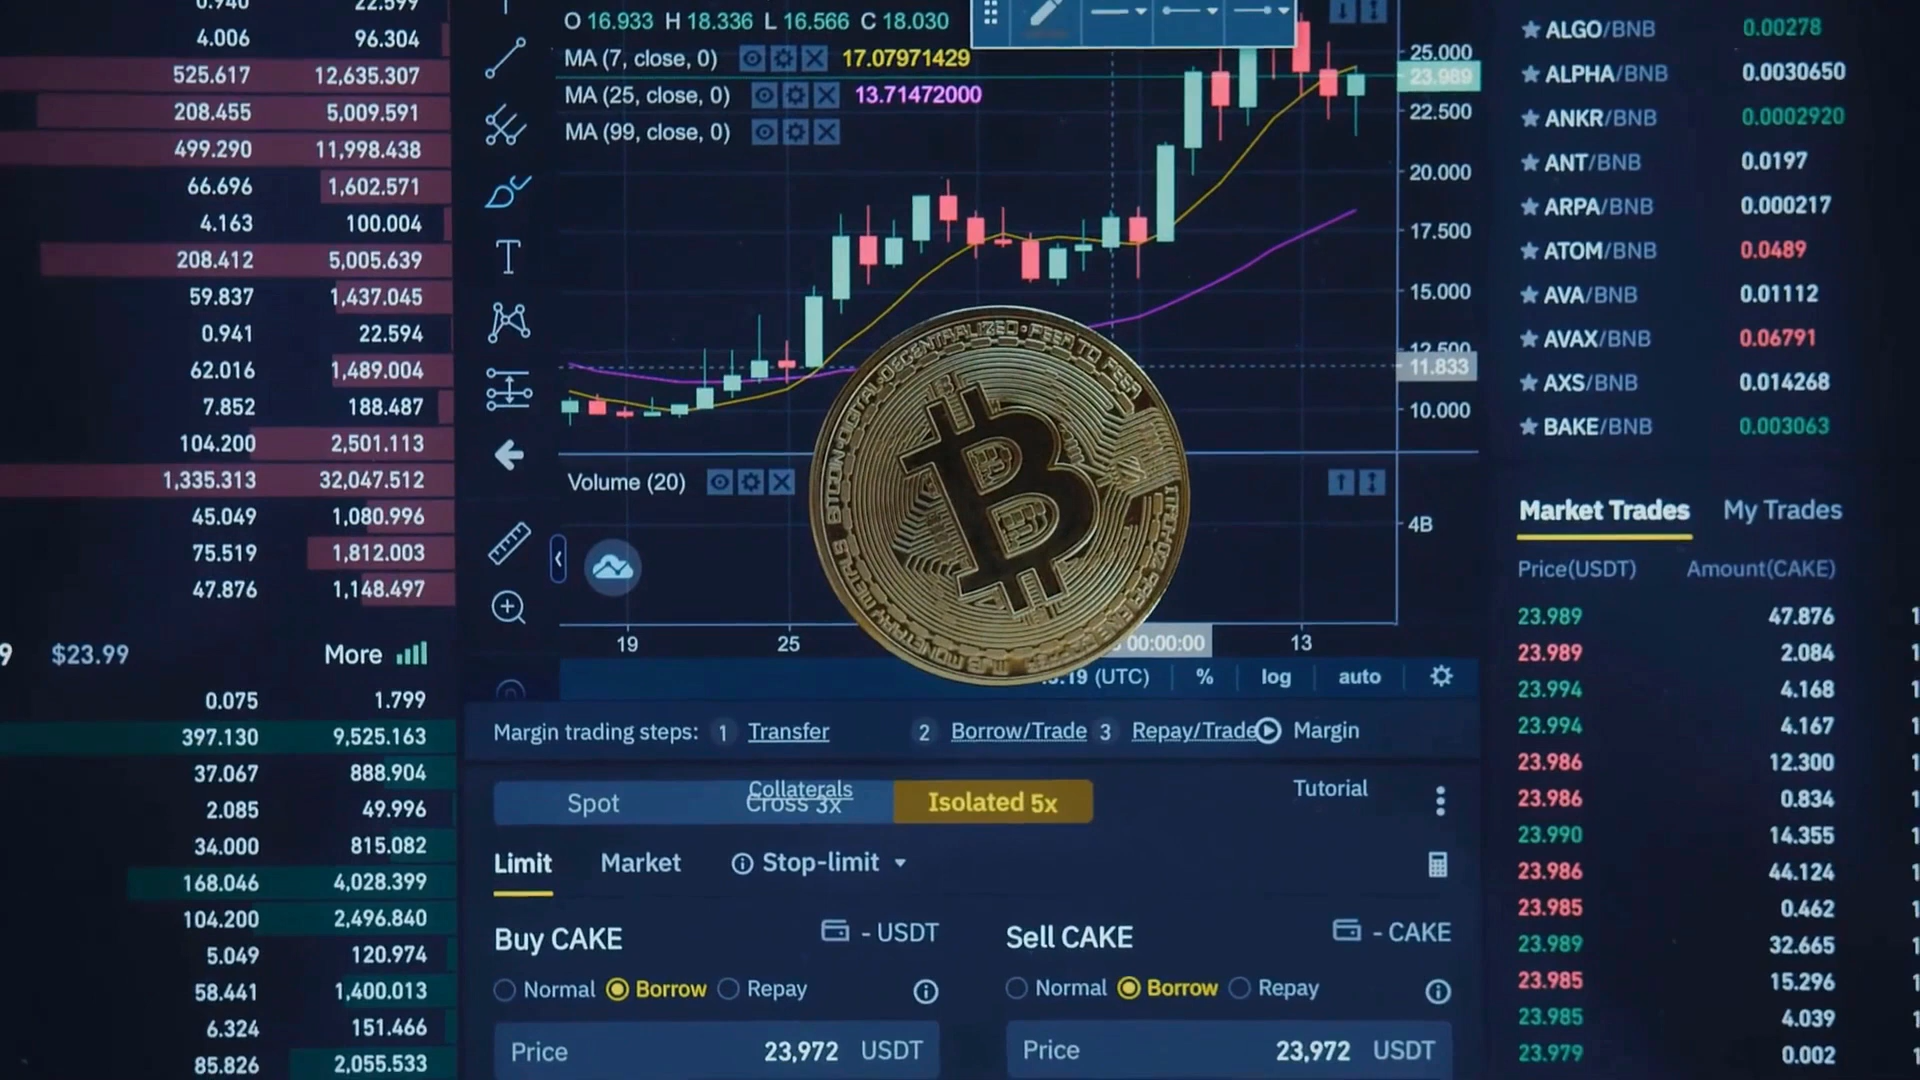 0.940 22.599
4.006 96.304
525.617 12,635.307
208.455 5,009.591
499.290 11,998.438
66.696 1,602.571
4.163 100.004
208.412 5,005.639
59.837 1,437.045
0.941 22.594
62.016 1,489.004
7.852 188.487
104.200 2,501.113
1,335.313 32,047.512
45.049 1,080.996
75.519 1,812.003
47.876 1,148.497
9 $23.99 More
0.075 1.799
397.130 9,525.163
37.067 888.904
2.085 49.996
34.000 815.082
168.046 4,028.399
104.200 2,496.840
5.049 120.974
58.441 1,400.013
6.324 151.466
85.826 2,055.533
O 16.933 H 18.336 L 16.566 C 18.030
MA (7, close, 0) 17.07971429
MA (25, close, 0) 13.71472000
MA (99, close, 0)
25.000
23.989
22.500
20.000
17.500
15.000
12.500
11.833
10.000
Volume (20)
4B
BITCOIN DIGITAL DECENTRALIZED PEER TO PEER
19 25 00:00:00 13
:19 (UTC) % log auto
Margin trading steps: 1 Transfer 2 Borrow/Trade 3 Repay/Trade Margin
Collaterals Tutorial
Spot Cross 3x Isolated 5x
Limit Market Stop-limit
Buy CAKE - USDT
Normal Borrow Repay
Price 23,972 USDT
Sell CAKE - CAKE
Normal Borrow Repay
Price 23,972 USDT
ALGO/BNB 0.00278
ALPHA/BNB 0.0030650
ANKR/BNB 0.0002920
ANT/BNB 0.0197
ARPA/BNB 0.000217
ATOM/BNB 0.0489
AVA/BNB 0.01112
AVAX/BNB 0.06791
AXS/BNB 0.014268
BAKE/BNB 0.003063
Market Trades My Trades
Price(USDT) Amount(CAKE)
23.989 47.876
23.989 2.084
23.994 4.168
23.994 4.167
23.986 12.300
23.986 0.834
23.990 14.355
23.986 44.124
23.985 0.462
23.989 32.665
23.985 15.296
23.985 4.039
23.979 0.002